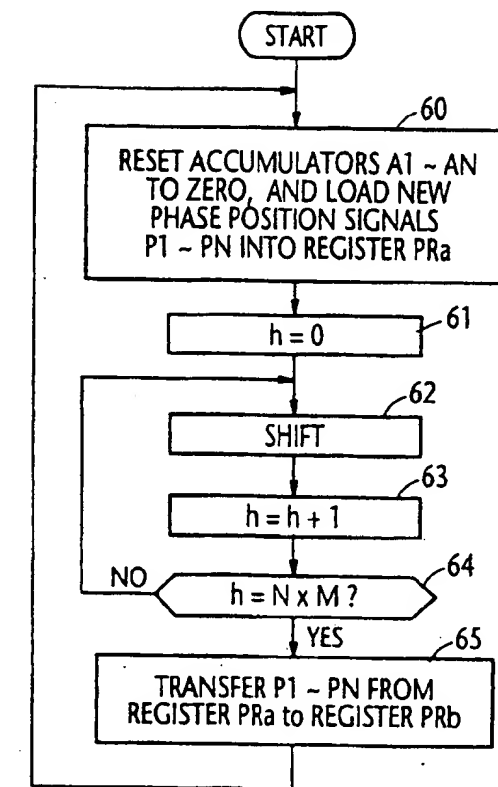 START
60
RESET ACCUMULATORS A1 ~ AN
TO ZERO, AND LOAD NEW
PHASE POSITION SIGNALS
P1 ~ PN INTO REGISTER PRa
61
h = 0
62
SHIFT
63
h = h + 1
64
NO
h = N x M ?
YES
65
TRANSFER P1 ~ PN FROM
REGISTER PRa to REGISTER PRb